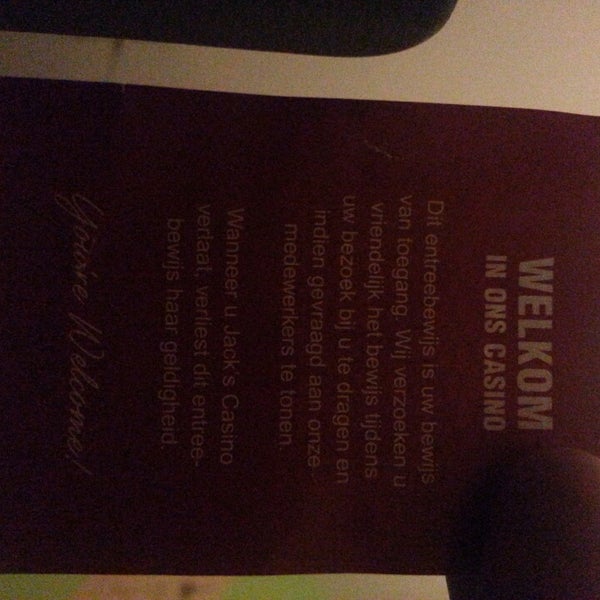 WELKOM
IN ONS CASINO
Dit entreebewijs is uw bewijs
van toegang. Wij verzoeken u
vriendelijk het bewijs tijdens
uw bezoek bij u te dragen en
indien gevraagd aan onze
medewerkers te tonen.
Wanneer u Jack's Casino
verlaat, verliest dit entree-
bewijs haar geldigheid.
You're Welcome!